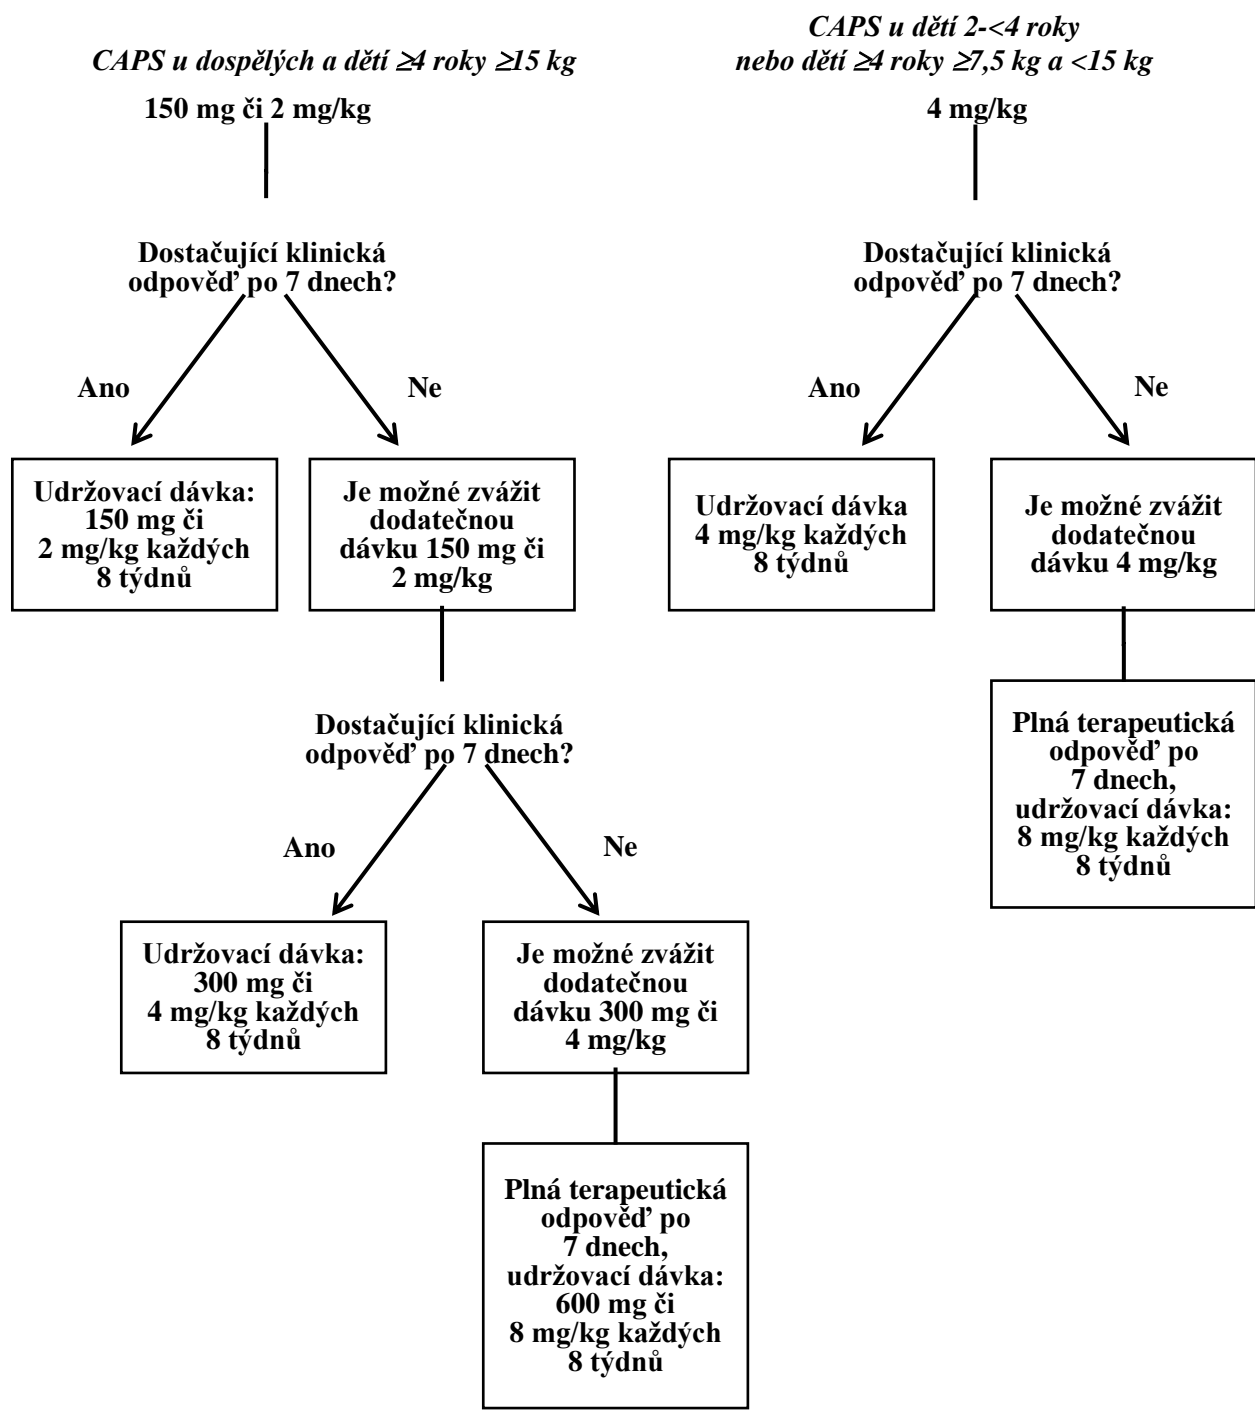 CAPS u dospělých a dětí ≥4 roky ≥15 kg
150 mg či 2 mg/kg
Dostačující klinická
odpověď po 7 dnech?
Ano
Ne
Udržovací dávka:
150 mg či
2 mg/kg každých
8 týdnů
Je možné zvážit
dodatečnou
dávku 150 mg či
2 mg/kg
Dostačující klinická
odpověď po 7 dnech?
Ano
Ne
Udržovací dávka:
300 mg či
4 mg/kg každých
8 týdnů
Je možné zvážit
dodatečnou
dávku 300 mg či
4 mg/kg
Plná terapeutická
odpověď po
7 dnech,
udržovací dávka:
600 mg či
8 mg/kg každých
8 týdnů
CAPS u dětí 2-<4 roky
nebo dětí ≥4 roky ≥7,5 kg a <15 kg
4 mg/kg
Dostačující klinická
odpověď po 7 dnech?
Ano
Ne
Udržovací dávka
4 mg/kg každých
8 týdnů
Je možné zvážit
dodatečnou
dávku 4 mg/kg
Plná terapeutická
odpověď po
7 dnech,
udržovací dávka:
8 mg/kg každých
8 týdnů